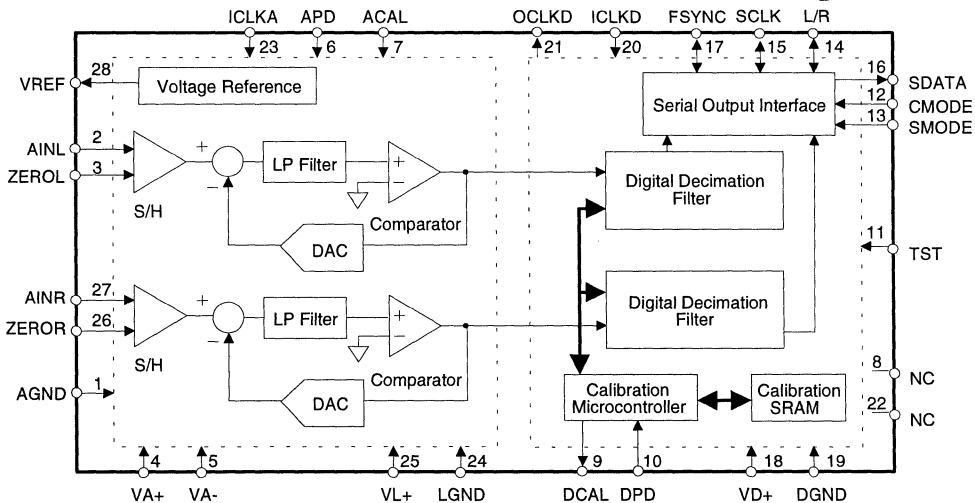 ICLKA APD ACAL OCLKD ICLKD FSYNC SCLK L/R
23 6 7 21 20 17 15 14
VREF 28 Voltage Reference
Serial Output Interface
16 SDATA
12 CMODE
13 SMODE
AINL 2
ZEROL 3
S/H
+
−
LP Filter
+
−
Comparator
DAC
Digital Decimation
Filter
11
TST
AINR 27
ZEROR 26
S/H
+
−
LP Filter
+
−
Comparator
DAC
Digital Decimation
Filter
AGND 1
Calibration
Microcontroller
Calibration
SRAM
8
NC
22
NC
4 5 25 24 9 10 18 19
VA+ VA- VL+ LGND DCAL DPD VD+ DGND